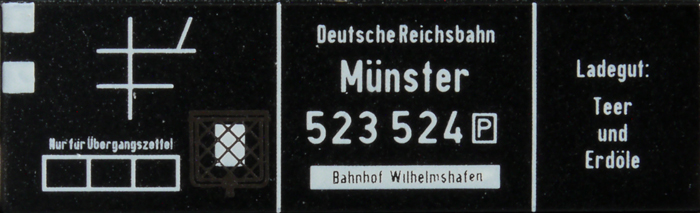 Nur für Übergangszettel
Deutsche Reichsbahn
Münster
523 524 P
Bahnhof Wilhelmshafen
Ladegut:
Teer
und
Erdöle